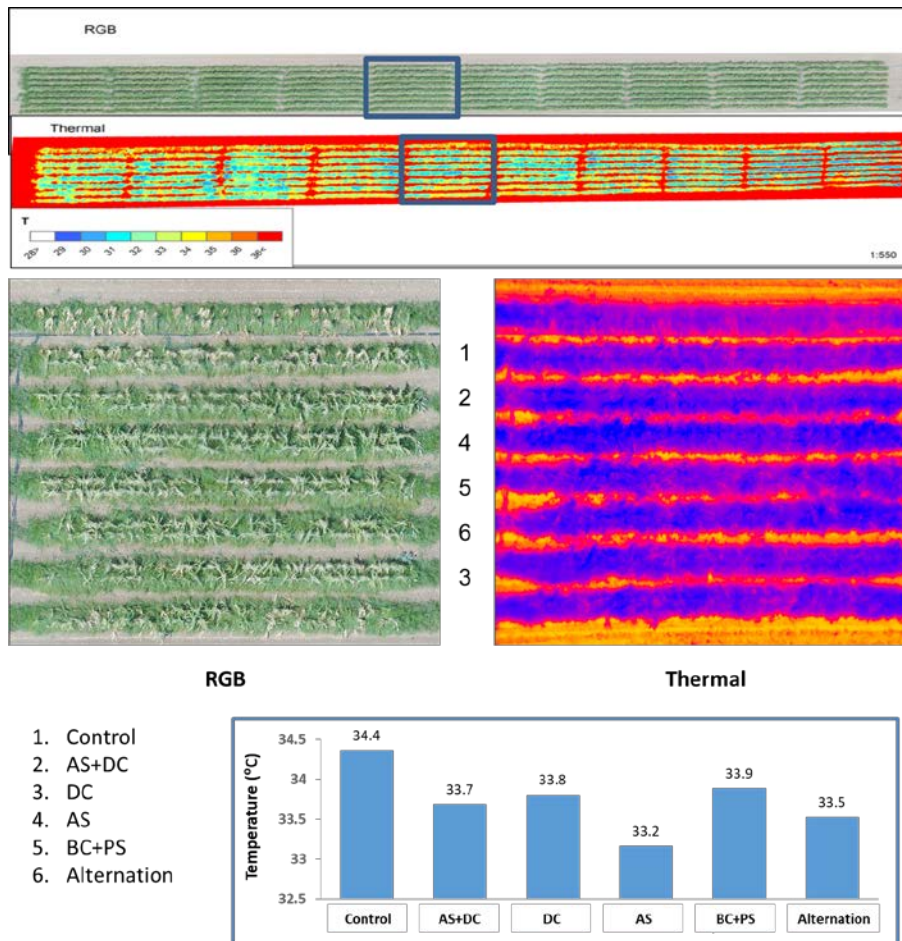 RGB
Thermal
T
28> 29 30 31 32 33 34 35 36 36<
1:550
1
2
4
5
6
3
RGB
Thermal
1. Control
2. AS+DC
3. DC
4. AS
5. BC+PS
6. Alternation
Temperature (°C)
34.5
34
33.5
33
32.5
34.4
33.7
33.8
33.2
33.9
33.5
Control
AS+DC
DC
AS
BC+PS
Alternation